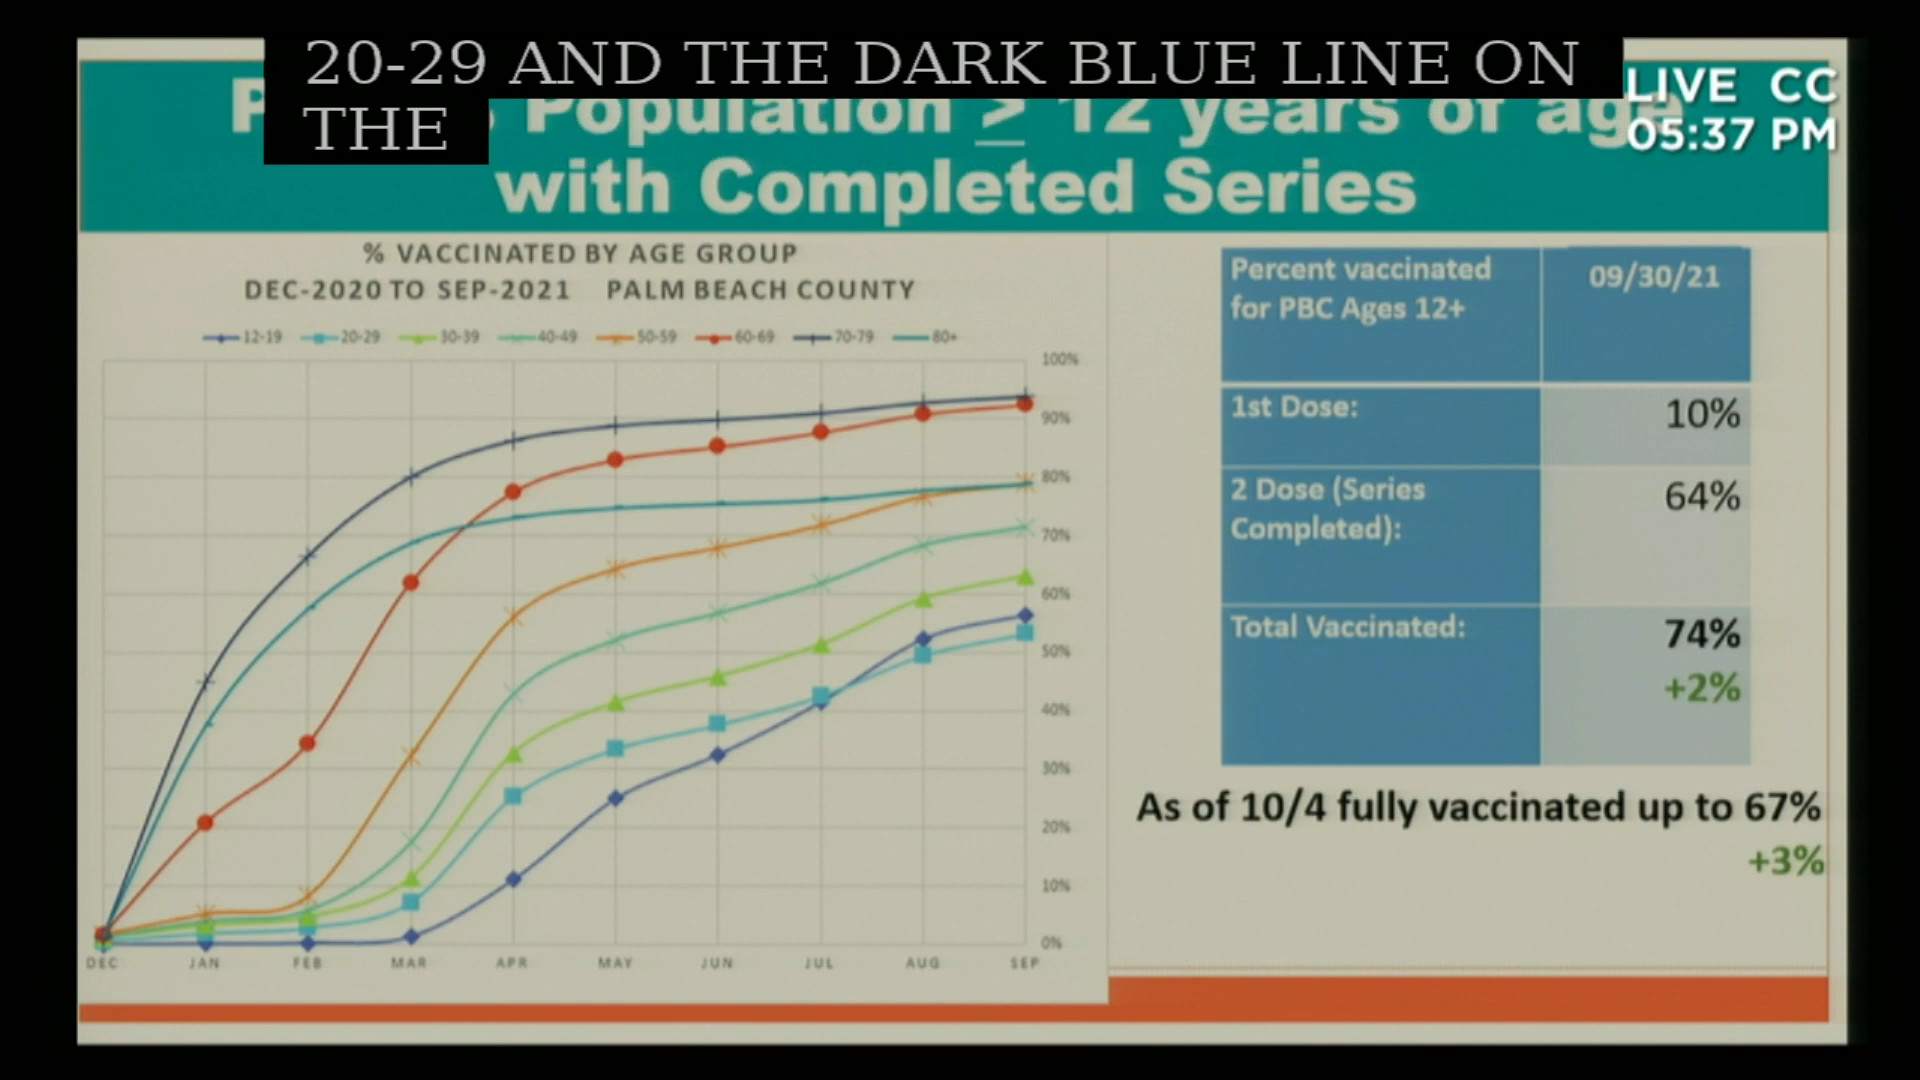 20-29 AND THE DARK BLUE LINE ON
THE
LIVE CC
05:37 PM
Population ≥ 12 years of age
with Completed Series
% VACCINATED BY AGE GROUP
DEC-2020 TO SEP-2021 PALM BEACH COUNTY
12-19 20-29 30-39 40-49 50-59 60-69 70-79 80+
100%
90%
80%
70%
60%
50%
40%
30%
20%
10%
0%
DEC JAN FEB MAR APR MAY JUN JUL AUG SEP
Percent vaccinated
for PBC Ages 12+
09/30/21
1st Dose:
10%
2 Dose (Series
Completed):
64%
Total Vaccinated:
74%
+2%
As of 10/4 fully vaccinated up to 67%
+3%